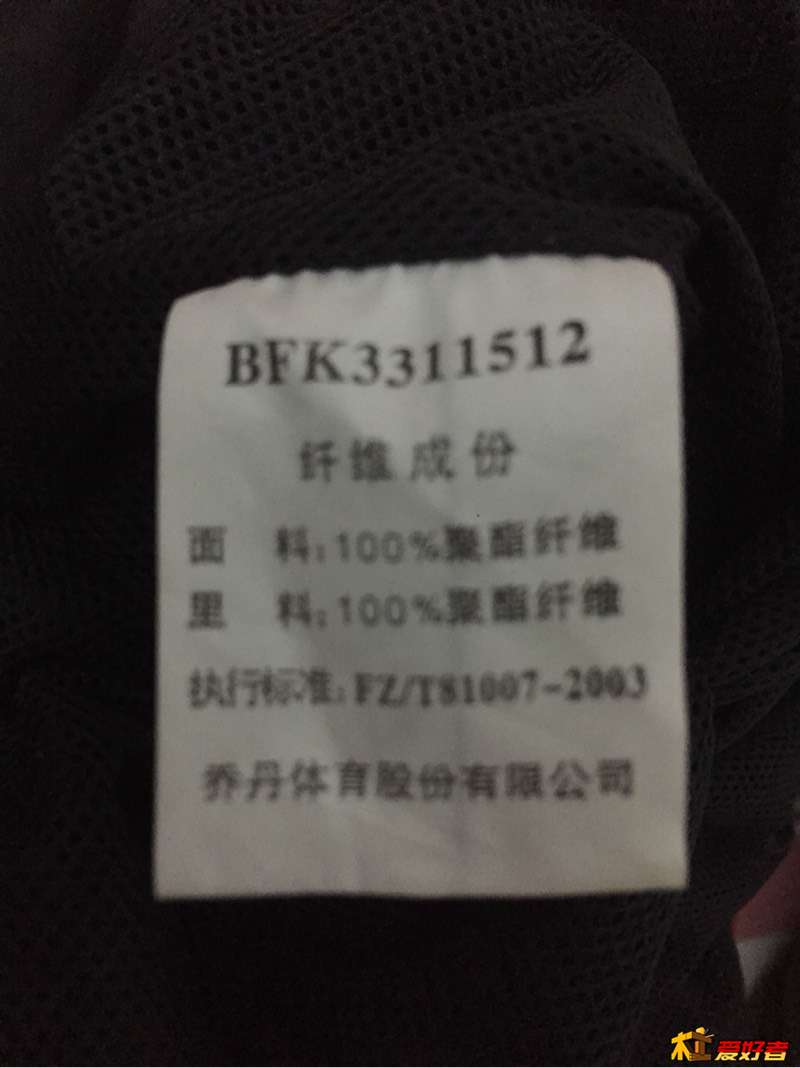 BFK3311512
纤维成份
面 料:100%聚酯纤维
里 料:100%聚酯纤维
执行标准:FZ/T81007-2003
乔丹体育股份有限公司
爱好者